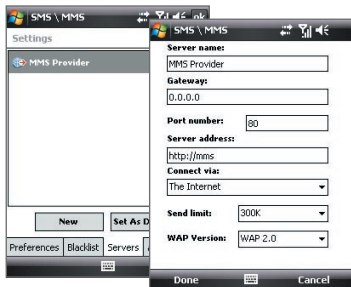 SMS \ MMS
ok
Settings
MMS Provider
New
Set As D
Preferences
Blacklist
Servers
SMS \ MMS
Server name:
MMS Provider
Gateway:
0.0.0.0
Port number:
80
Server address:
http://mms
Connect via:
The Internet
Send limit:
300K
WAP Version:
WAP 2.0
Done
Cancel